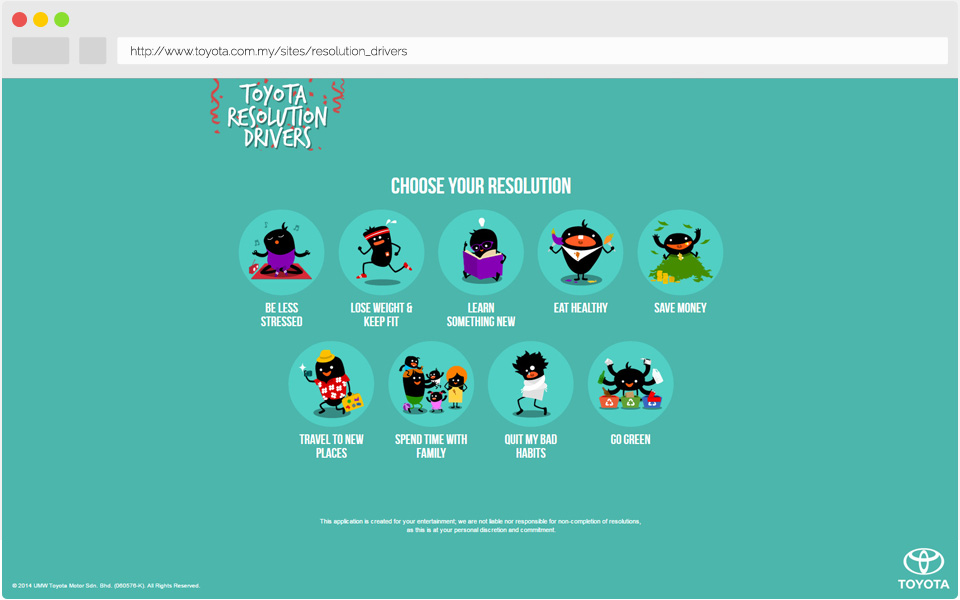 http://www.toyota.com.my/sites/resolution_drivers
TOYOTA
RESOLUTION
DRIVERS
CHOOSE YOUR RESOLUTION
BE LESS
STRESSED
LOSE WEIGHT &
KEEP FIT
LEARN
SOMETHING NEW
EAT HEALTHY
SAVE MONEY
TRAVEL TO NEW
PLACES
SPEND TIME WITH
FAMILY
QUIT MY BAD
HABITS
GO GREEN
This application is created for your entertainment; we are not liable nor responsible for non-completion of resolutions,
as this is at your personal discretion and commitment.
© 2014 UMW Toyota Motor Sdn. Bhd. (060576-K). All Rights Reserved.
TOYOTA